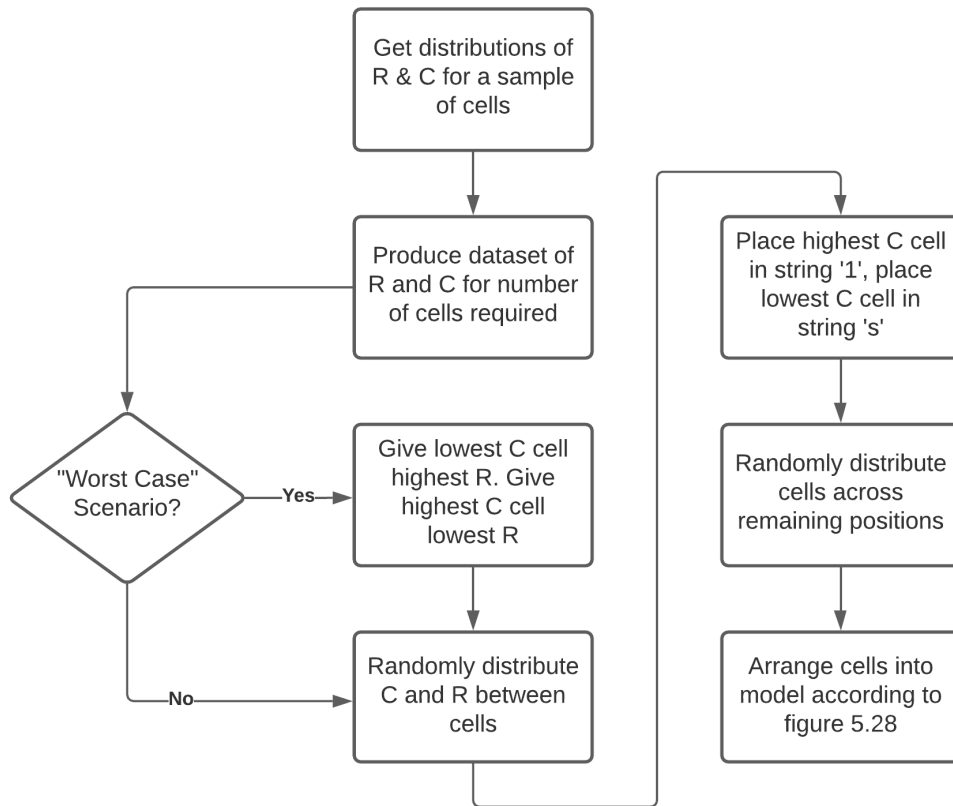 Get distributions of
R & C for a sample
of cells
Produce dataset of
R and C for number
of cells required
"Worst Case"
Scenario?
Yes
Give lowest C cell
highest R. Give
highest C cell
lowest R
No
Randomly distribute
C and R between
cells
Place highest C cell
in string '1', place
lowest C cell in
string 's'
Randomly distribute
cells across
remaining positions
Arrange cells into
model according to
figure 5.28